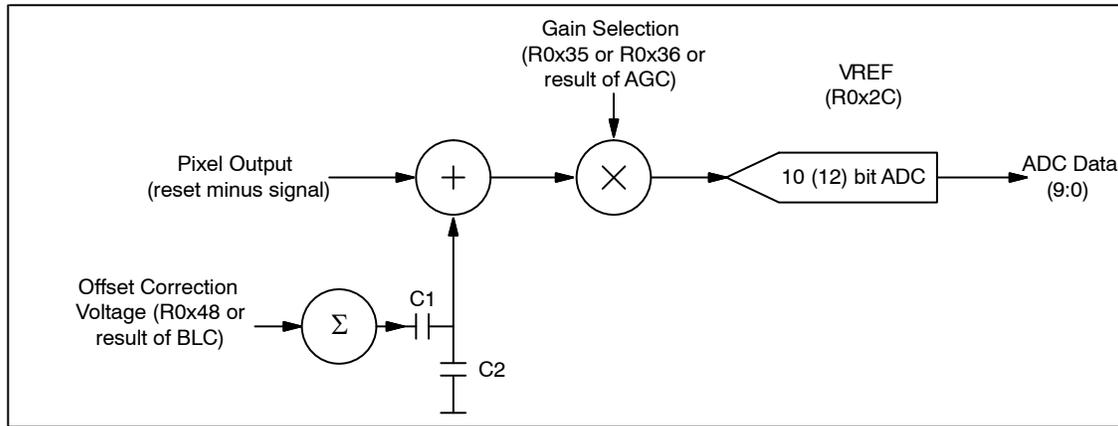 Gain Selection
(R0x35 or R0x36 or
result of AGC)
VREF
(R0x2C)
Pixel Output
(reset minus signal)
+
×
10 (12) bit ADC
ADC Data
(9:0)
Offset Correction
Voltage (R0x48 or
result of BLC)
Σ
C1
C2